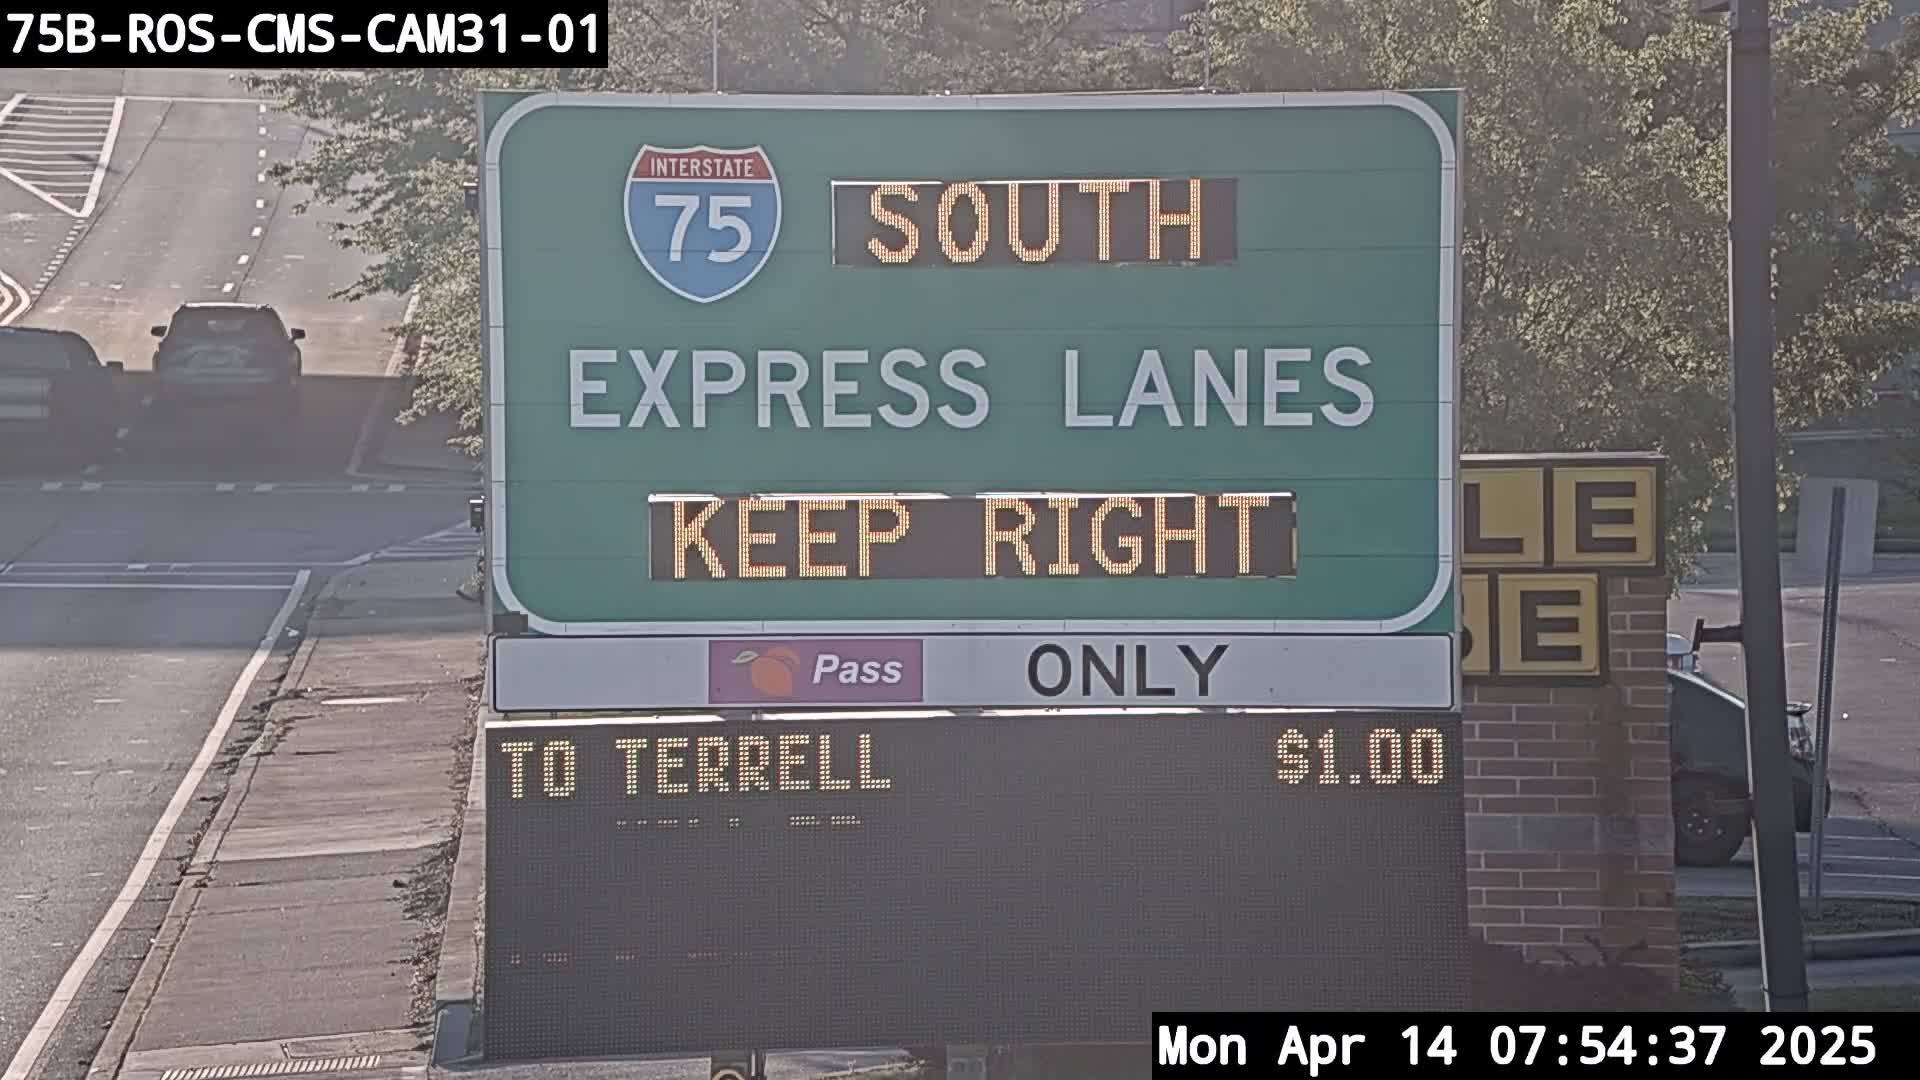 75B-ROS-CMS-CAM31-01
INTERSTATE
75
SOUTH
EXPRESS LANES
KEEP RIGHT
Pass ONLY
TO TERRELL $1.00
LE
E
Mon Apr 14 07:54:37 2025